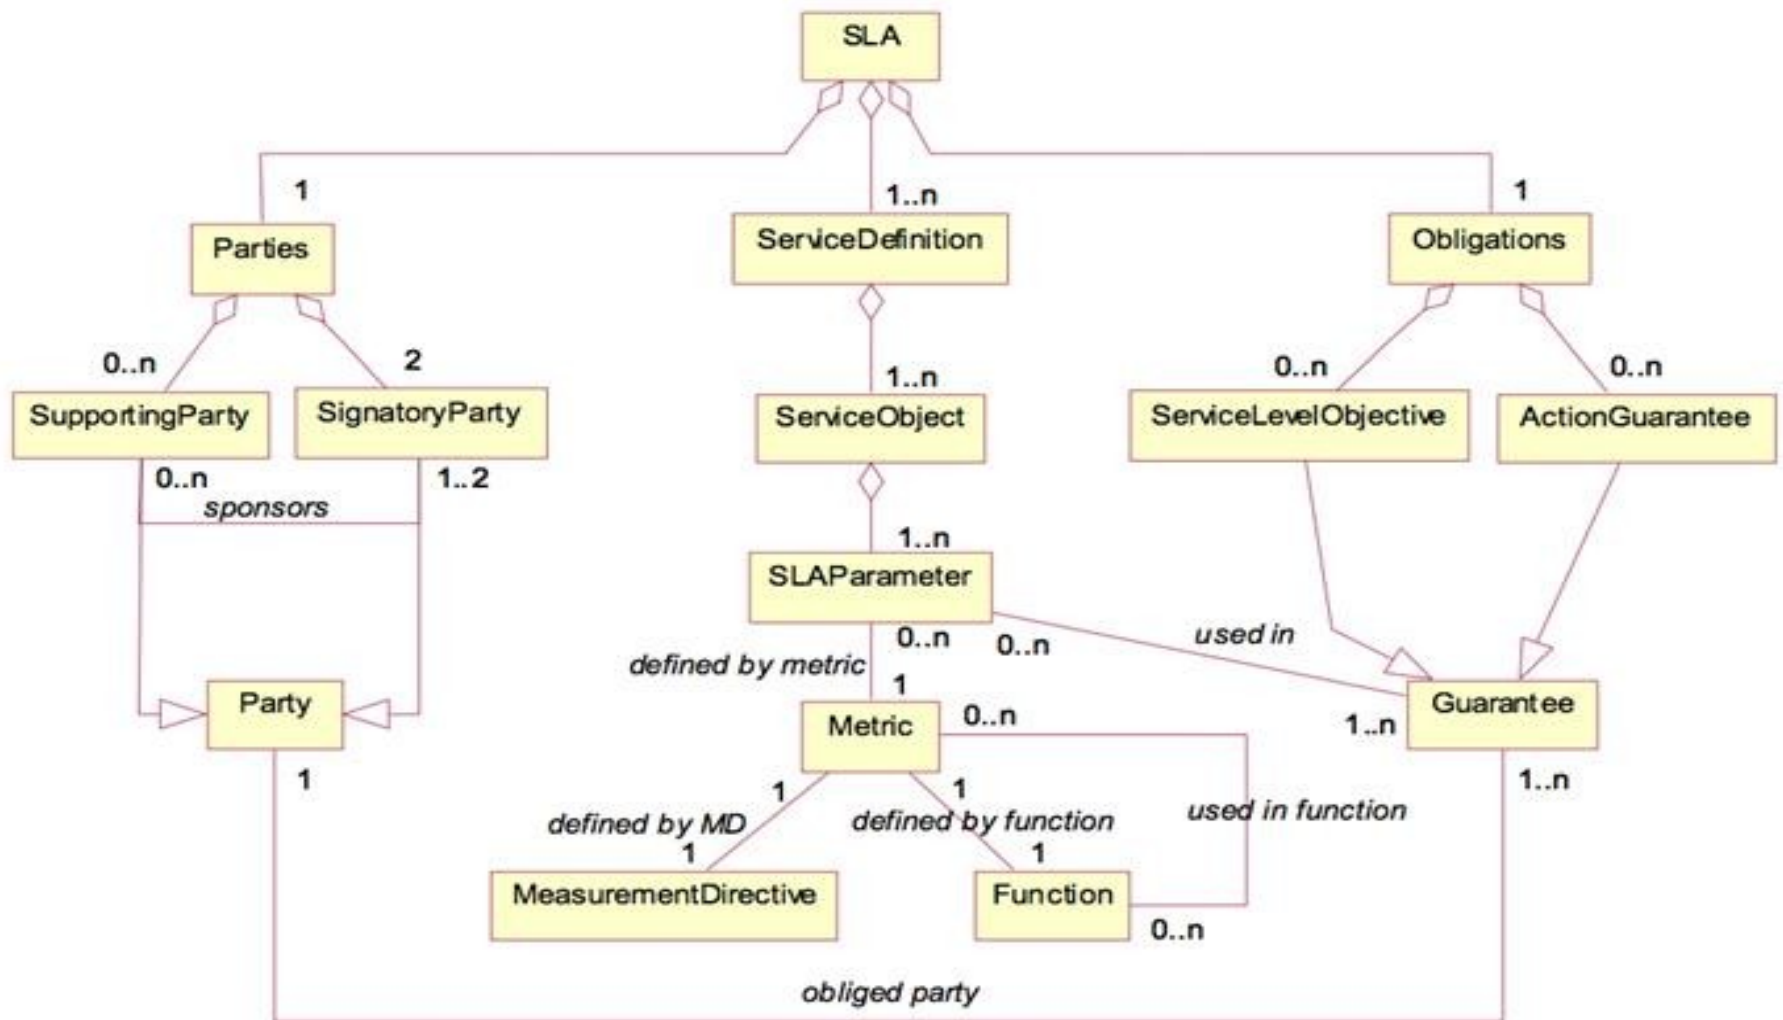 SLA
1
1..n
1
Parties
ServiceDefinition
Obligations
0..n
2
1..n
0..n
0..n
SupportingParty
SignatoryParty
ServiceObject
ServiceLevelObjective
ActionGuarantee
0..n
1..2
sponsors
1..n
SLAParameter
0..n
0..n
used in
defined by metric
1
Party
Metric
0..n
Guarantee
1..n
1
1
1
1..n
defined by MD
defined by function
used in function
1
1
MeasurementDirective
Function
0..n
obliged party